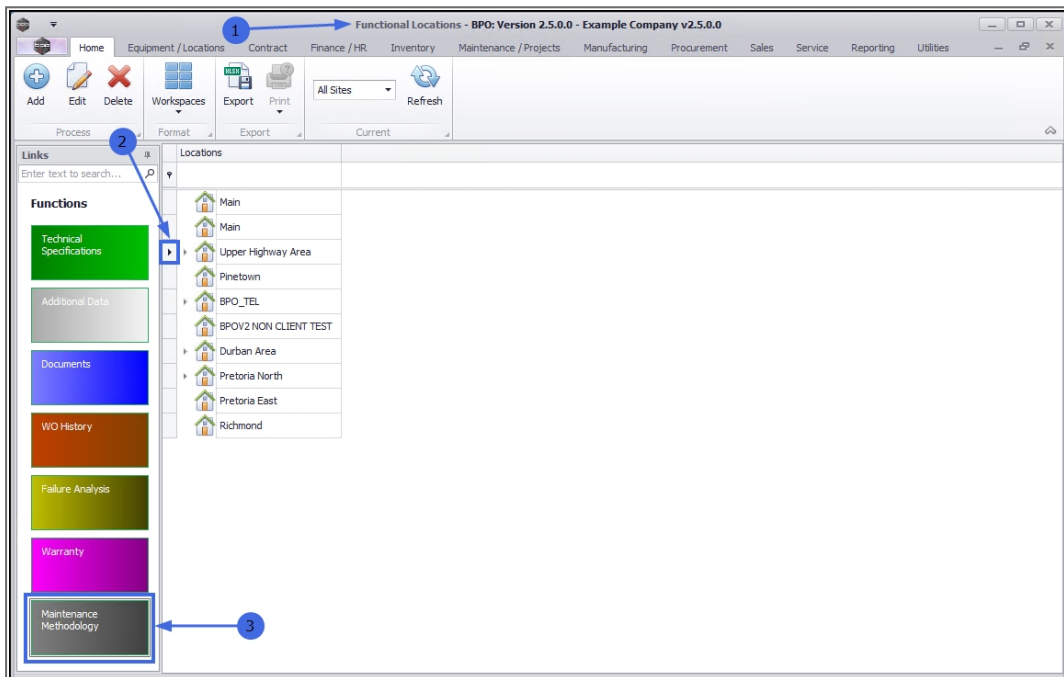 1
Functional Locations - BPO: Version 2.5.0.0 - Example Company v2.5.0.0
Home Equipment / Locations Contract Finance / HR Inventory Maintenance / Projects Manufacturing Procurement Sales Service Reporting Utilities
Add Edit Delete Workspaces Export Print All Sites Refresh
Process Format Export Current
2
Links
Enter text to search...
Functions
Technical
Specifications
Additional Data
Documents
WO History
Failure Analysis
Warranty
Maintenance
Methodology
3
Locations
Main
Main
Upper Highway Area
Pinetown
BPO_TEL
BPOV2 NON CLIENT TEST
Durban Area
Pretoria North
Pretoria East
Richmond